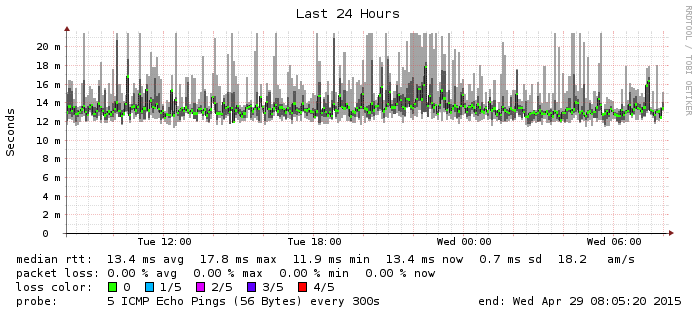 Last 24 Hours
RRDTOOL / TOBI OETIKER
Seconds
20 m
18 m
16 m
14 m
12 m
10 m
8 m
6 m
4 m
2 m
0
Tue 12:00 Tue 18:00 Wed 00:00 Wed 06:00
median rtt: 13.4 ms avg 17.8 ms max 11.9 ms min 13.4 ms now 0.7 ms sd 18.2 am/s
packet loss: 0.00 % avg 0.00 % max 0.00 % min 0.00 % now
loss color: 0 1/5 2/5 3/5 4/5
probe: 5 ICMP Echo Pings (56 Bytes) every 300s end: Wed Apr 29 08:05:20 2015